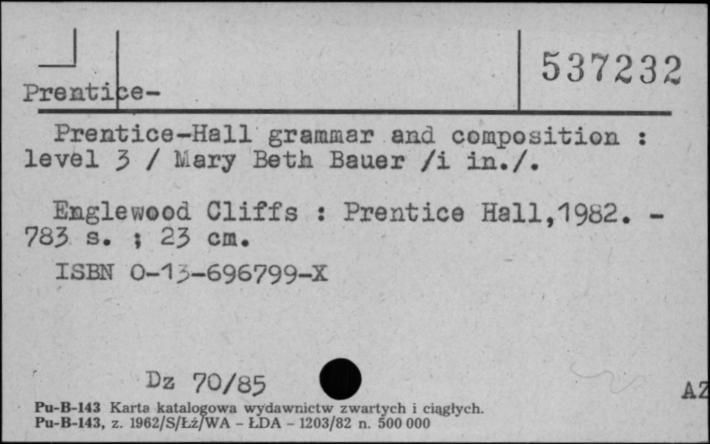 537232
Prentice-
Prentice-Hall grammar and composition :
level 3 / Mary Beth Bauer /i in./.
Englewood Cliffs : Prentice Hall,1982. -
783 s. ; 23 cm.
ISBN 0-13-696799-X
Dz 70/85
AZ
Pu-B-143 Karta katalogowa wydawnictw zwartych i ciągłych.
Pu-B-143, z. 1962/S/Łź/WA - ŁDA - 1203/82 n. 500 000